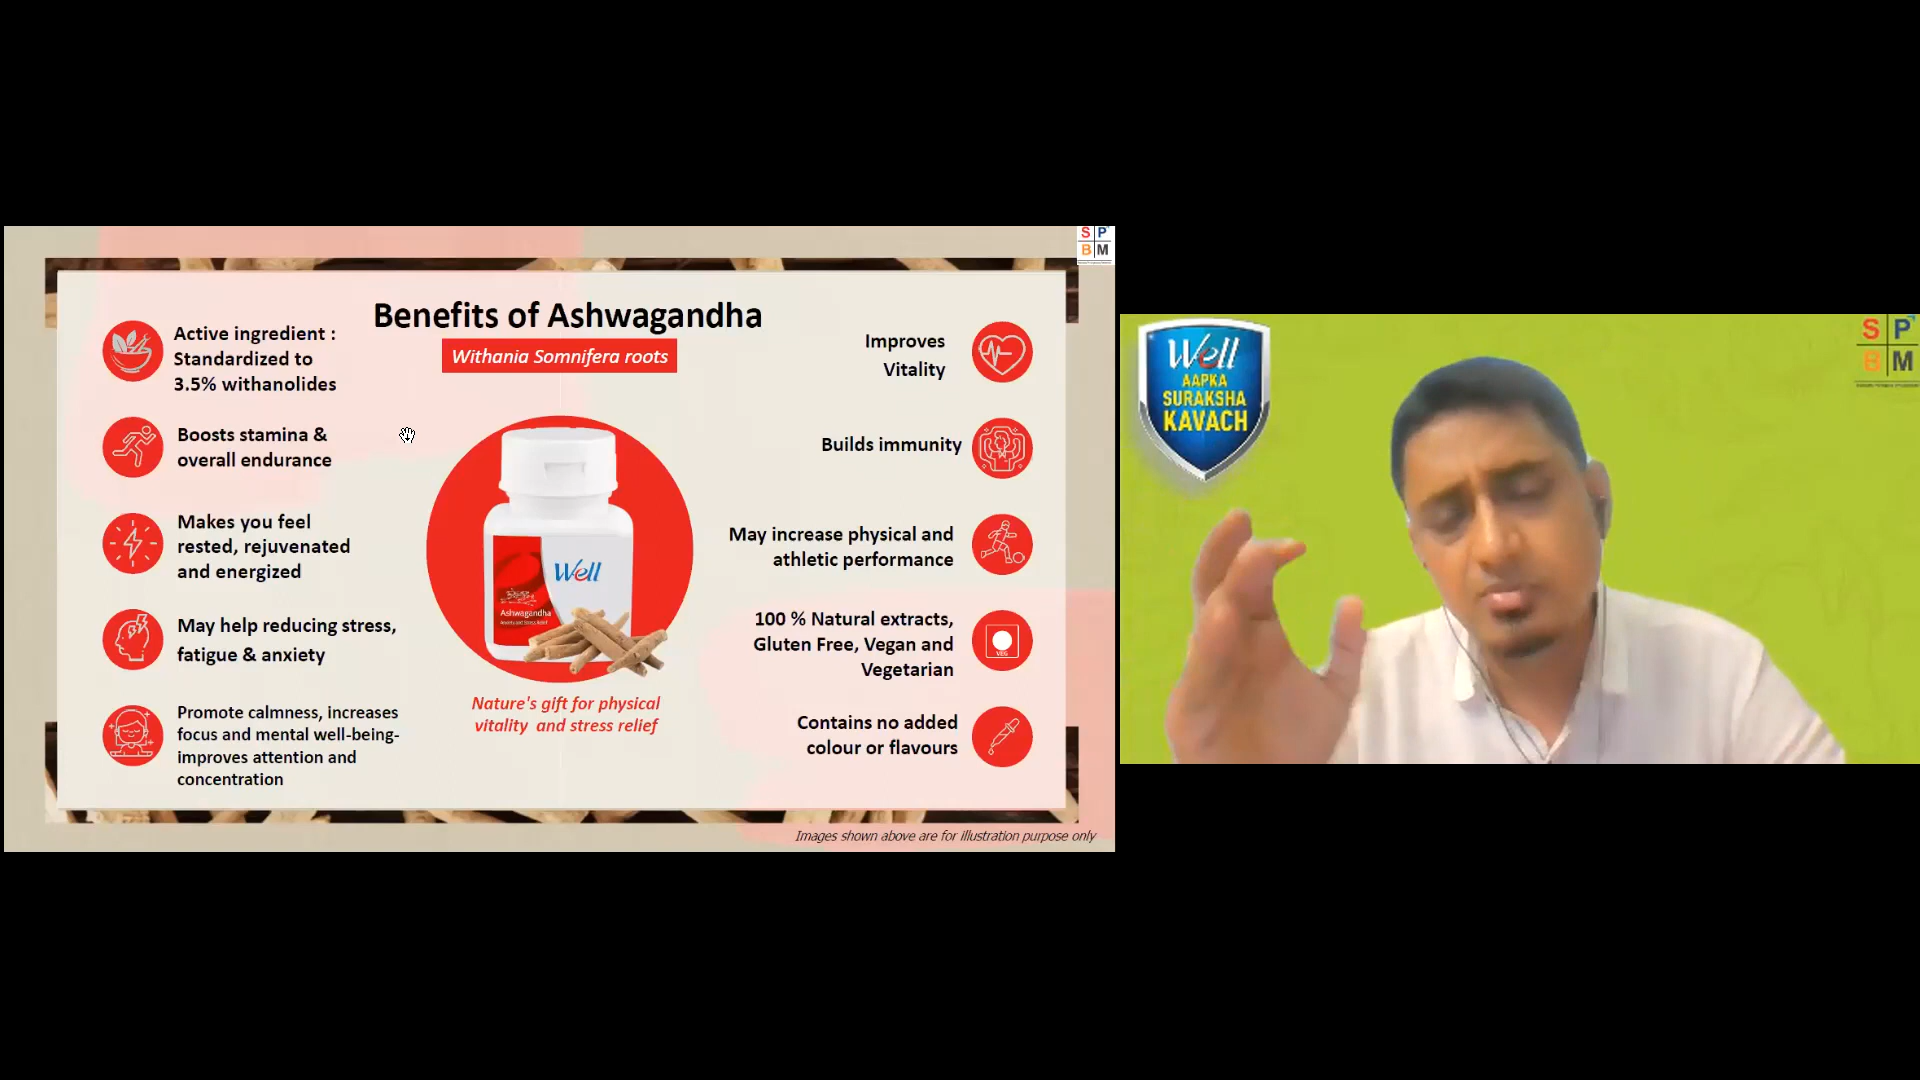 S P
B M
Benefits of Ashwagandha
Withania Somnifera roots
Active ingredient :
Standardized to
3.5% withanolides
Boosts stamina &
overall endurance
Makes you feel
rested, rejuvenated
and energized
May help reducing stress,
fatigue & anxiety
Promote calmness, increases
focus and mental well-being-
improves attention and
concentration
Well
Ashwagandha
Nature's gift for physical
vitality and stress relief
Improves
Vitality
Builds immunity
May increase physical and
athletic performance
100 % Natural extracts,
Gluten Free, Vegan and
Vegetarian
VEG
Contains no added
colour or flavours
Images shown above are for illustration purpose only
Well
AAPKA
SURAKSHA
KAVACH
S P
B M